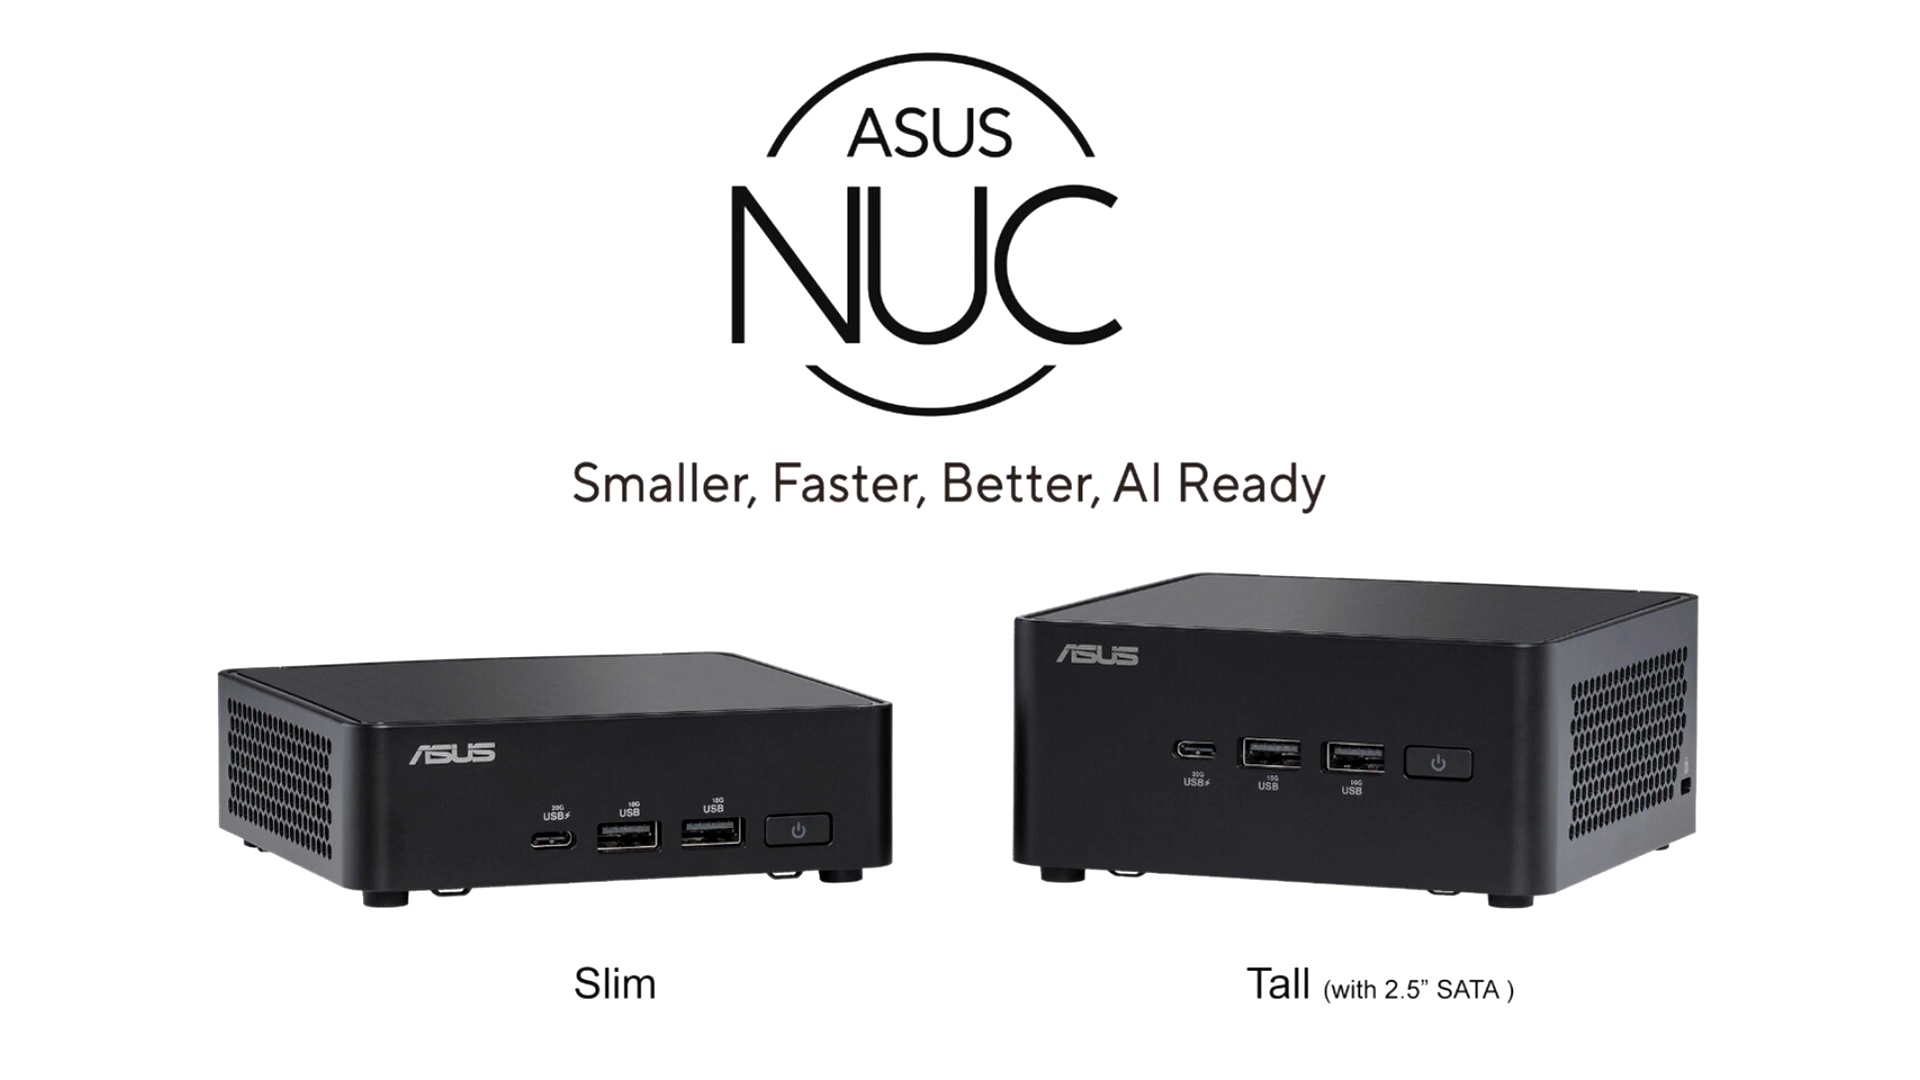 ASUS
NUC
Smaller, Faster, Better, AI Ready
ASUS
20G
USB
10G
USB
10G
USB
ASUS
20G
USB
10G
USB
10G
USB
Slim
Tall (with 2.5” SATA )